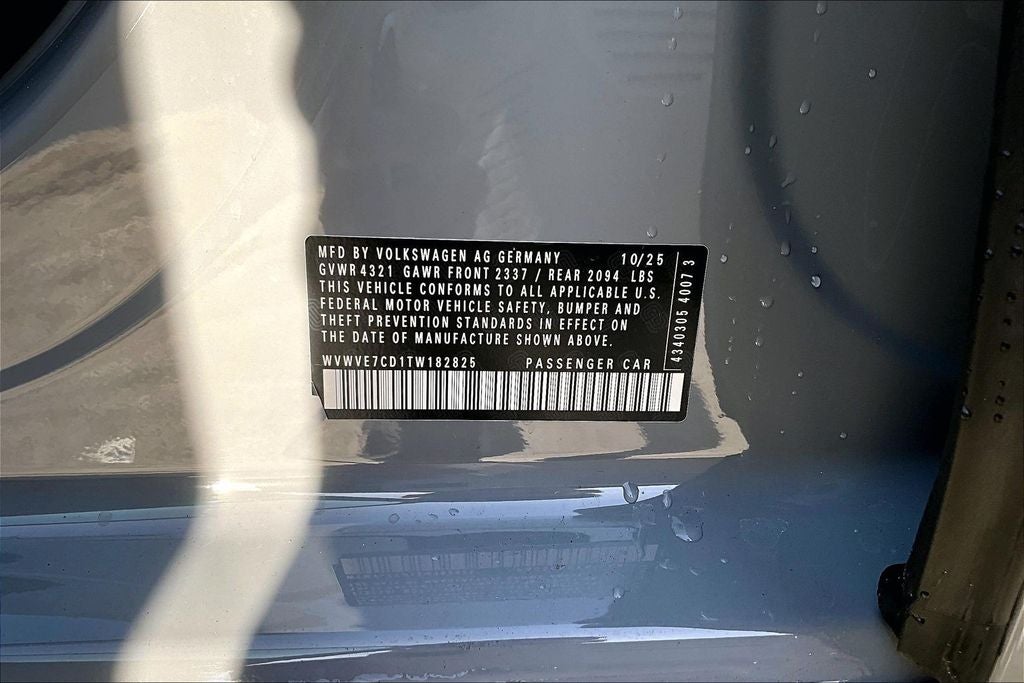 MFD BY VOLKSWAGEN AG GERMANY 10/25
GVWR 4321 GAWR FRONT 2337 / REAR 2094 LBS
THIS VEHICLE CONFORMS TO ALL APPLICABLE U.S.
FEDERAL MOTOR VEHICLE SAFETY, BUMPER AND
THEFT PREVENTION STANDARDS IN EFFECT ON
THE DATE OF MANUFACTURE SHOWN ABOVE.
WVWVE7CD1TW182825 PASSENGER CAR
4340305 4007 3